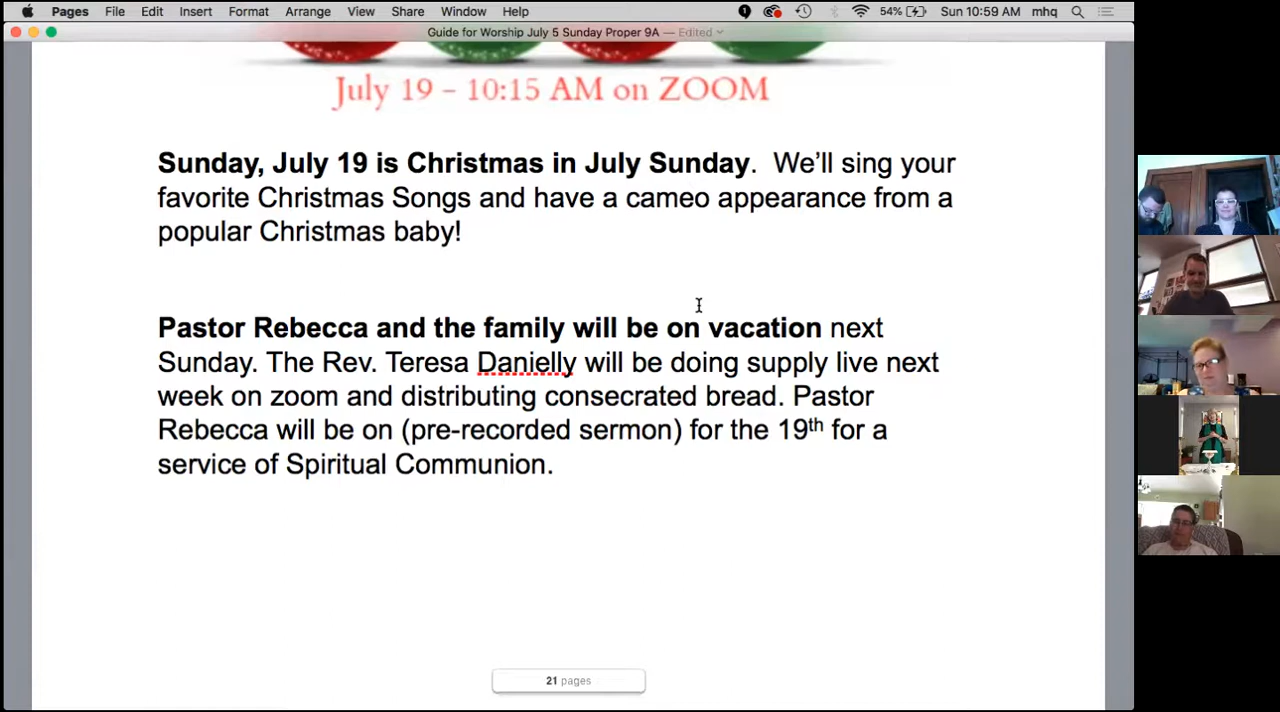 Pages File Edit Insert Format Arrange View Share Window Help 54% Sun 10:59 AM mhq
Guide for Worship July 5 Sunday Proper 9A — Edited
July 19 – 10:15 AM on ZOOM
Sunday, July 19 is Christmas in July Sunday. We’ll sing your
favorite Christmas Songs and have a cameo appearance from a
popular Christmas baby!
Pastor Rebecca and the family will be on vacation next
Sunday. The Rev. Teresa Danielly will be doing supply live next
week on zoom and distributing consecrated bread. Pastor
Rebecca will be on (pre-recorded sermon) for the 19th for a
service of Spiritual Communion.
21 pages